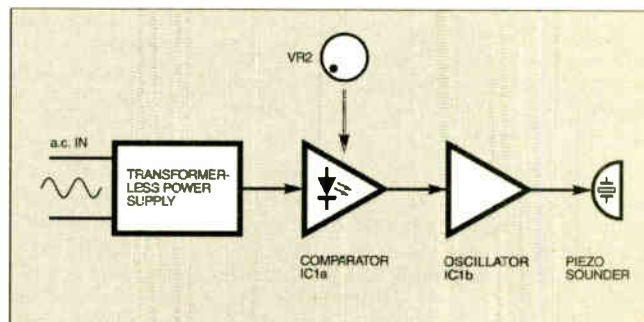 VR2
a.c. IN
TRANSFORMER-
LESS POWER
SUPPLY
COMPARATOR
IC1a
OSCILLATOR
IC1b
PIEZO
SOUNDER